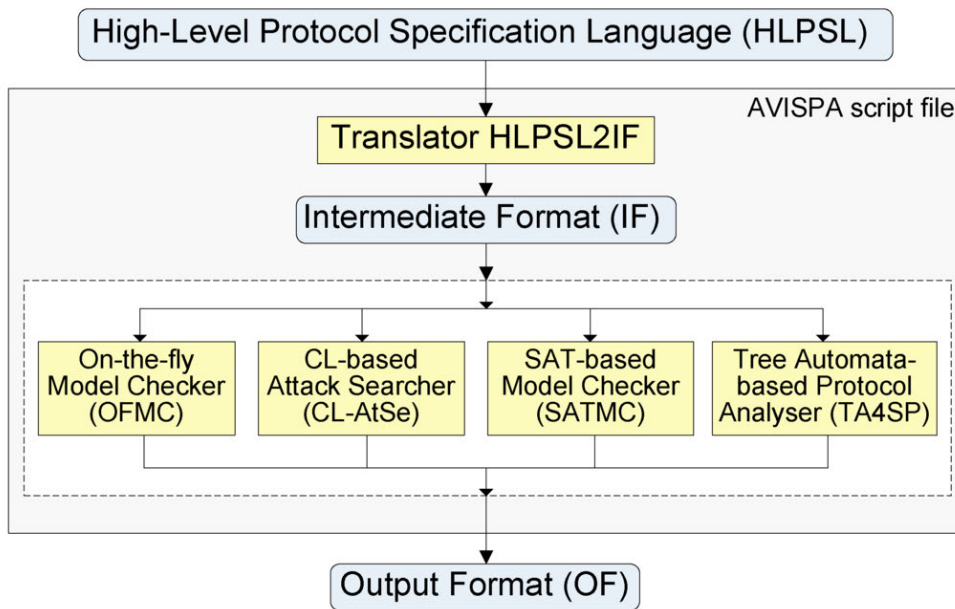 High-Level Protocol Specification Language (HLPSL)
AVISPA script file
Translator HLPSL2IF
Intermediate Format (IF)
On-the-fly
Model Checker
(OFMC)
CL-based
Attack Searcher
(CL-AtSe)
SAT-based
Model Checker
(SATMC)
Tree Automata-
based Protocol
Analyser (TA4SP)
Output Format (OF)